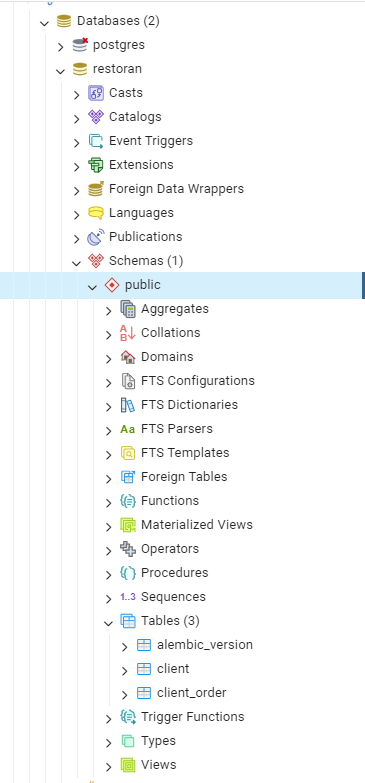 Databases (2)
postgres
restoran
Casts
Catalogs
Event Triggers
Extensions
Foreign Data Wrappers
Languages
Publications
Schemas (1)
public
Aggregates
Collations
Domains
FTS Configurations
FTS Dictionaries
Aa FTS Parsers
FTS Templates
Foreign Tables
Functions
Materialized Views
Operators
Procedures
1..3 Sequences
Tables (3)
alembic_version
client
client_order
Trigger Functions
Types
Views